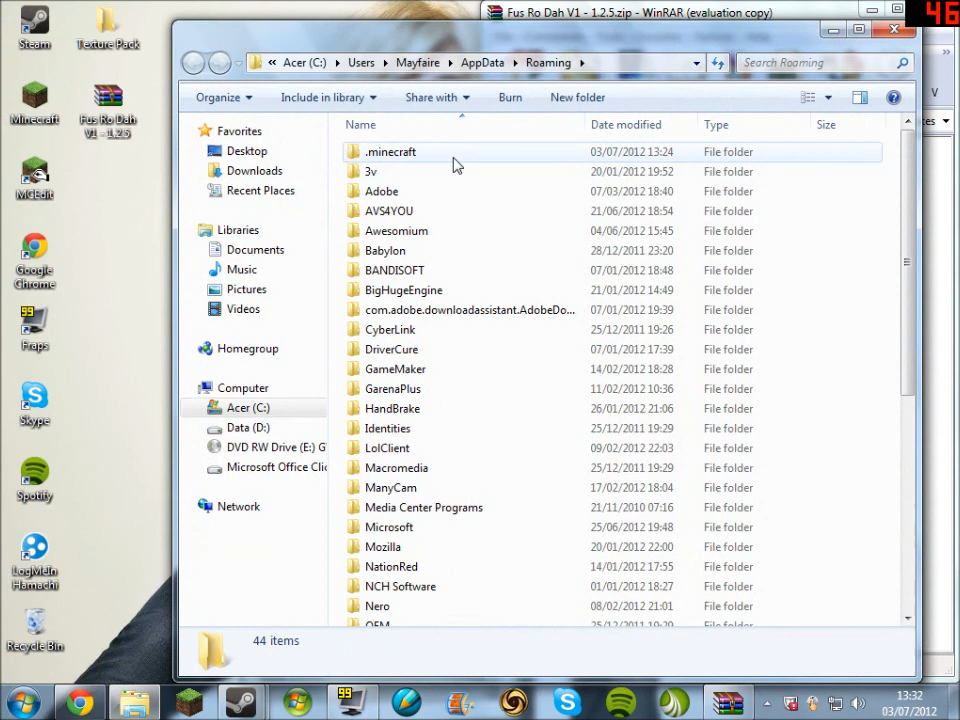 Fus Ro Dah V1 - 1.2.5.zip - WinRAR (evaluation copy)
46
Steam
Texture Pack
Minecraft
Fus Ro Dah
V1 - 1.2.5
MCEdit
Google
Chrome
99
Fraps
Skype
Spotify
LogMeIn
Hamachi
Recycle Bin
« Acer (C:) Users Mayfaire AppData Roaming
Search Roaming
Organize Include in library Share with Burn New folder
Name Date modified Type Size
Favorites
Desktop
Downloads
Recent Places
Libraries
Documents
Music
Pictures
Videos
Homegroup
Computer
Acer (C:)
Data (D:)
DVD RW Drive (E:) G
Microsoft Office Clic
Network
.minecraft 03/07/2012 13:24 File folder
3v 20/01/2012 19:52 File folder
Adobe 07/03/2012 18:40 File folder
AVS4YOU 21/06/2012 18:54 File folder
Awesomium 04/06/2012 15:45 File folder
Babylon 28/12/2011 23:20 File folder
BANDISOFT 07/01/2012 18:48 File folder
BigHugeEngine 21/01/2012 14:49 File folder
com.adobe.downloadassistant.AdobeDo... 07/01/2012 19:39 File folder
CyberLink 25/12/2011 19:26 File folder
DriverCure 07/01/2012 17:39 File folder
GameMaker 14/02/2012 18:28 File folder
GarenaPlus 11/02/2012 10:36 File folder
HandBrake 26/01/2012 21:06 File folder
Identities 25/12/2011 19:29 File folder
LolClient 09/02/2012 22:03 File folder
Macromedia 25/12/2011 19:29 File folder
ManyCam 17/02/2012 18:04 File folder
Media Center Programs 21/11/2010 07:16 File folder
Microsoft 25/06/2012 19:48 File folder
Mozilla 20/01/2012 22:00 File folder
NationRed 14/01/2012 17:55 File folder
NCH Software 01/01/2012 18:27 File folder
Nero 08/02/2012 21:01 File folder
OEM 25/12/2011 19:29 File folder
44 items
V
99
13:32
03/07/2012